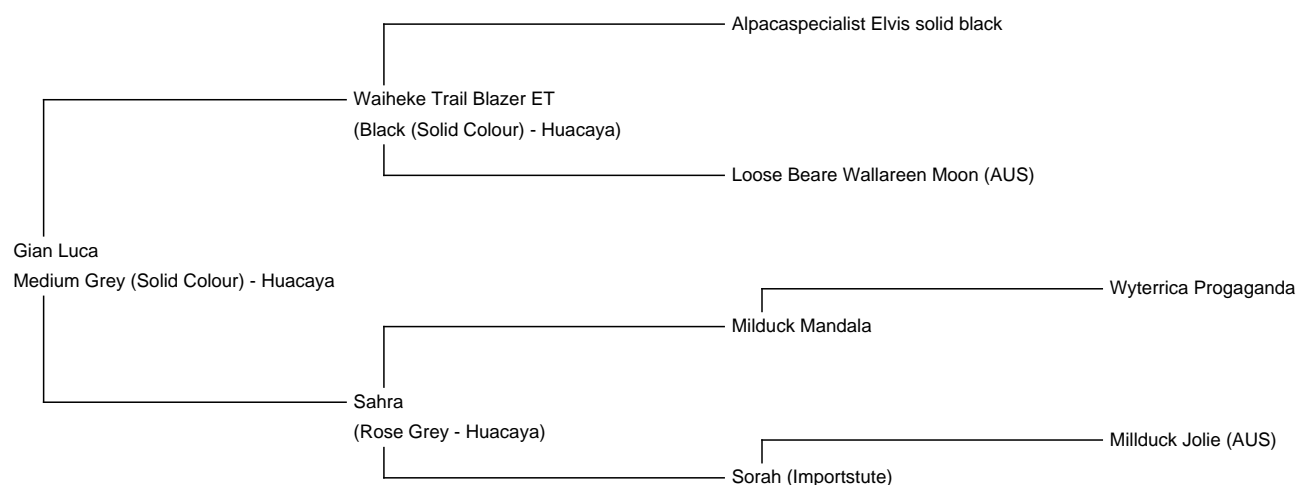 Alpacaspecialist Elvis solid black
Waiheke Trail Blazer ET
(Black (Solid Colour) - Huacaya)
Loose Beare Wallareen Moon (AUS)
Gian Luca
Medium Grey (Solid Colour) - Huacaya
Wyterrica Progaganda
Milduck Mandala
Sahra
(Rose Grey - Huacaya)
Millduck Jolie (AUS)
Sorah (Importstute)